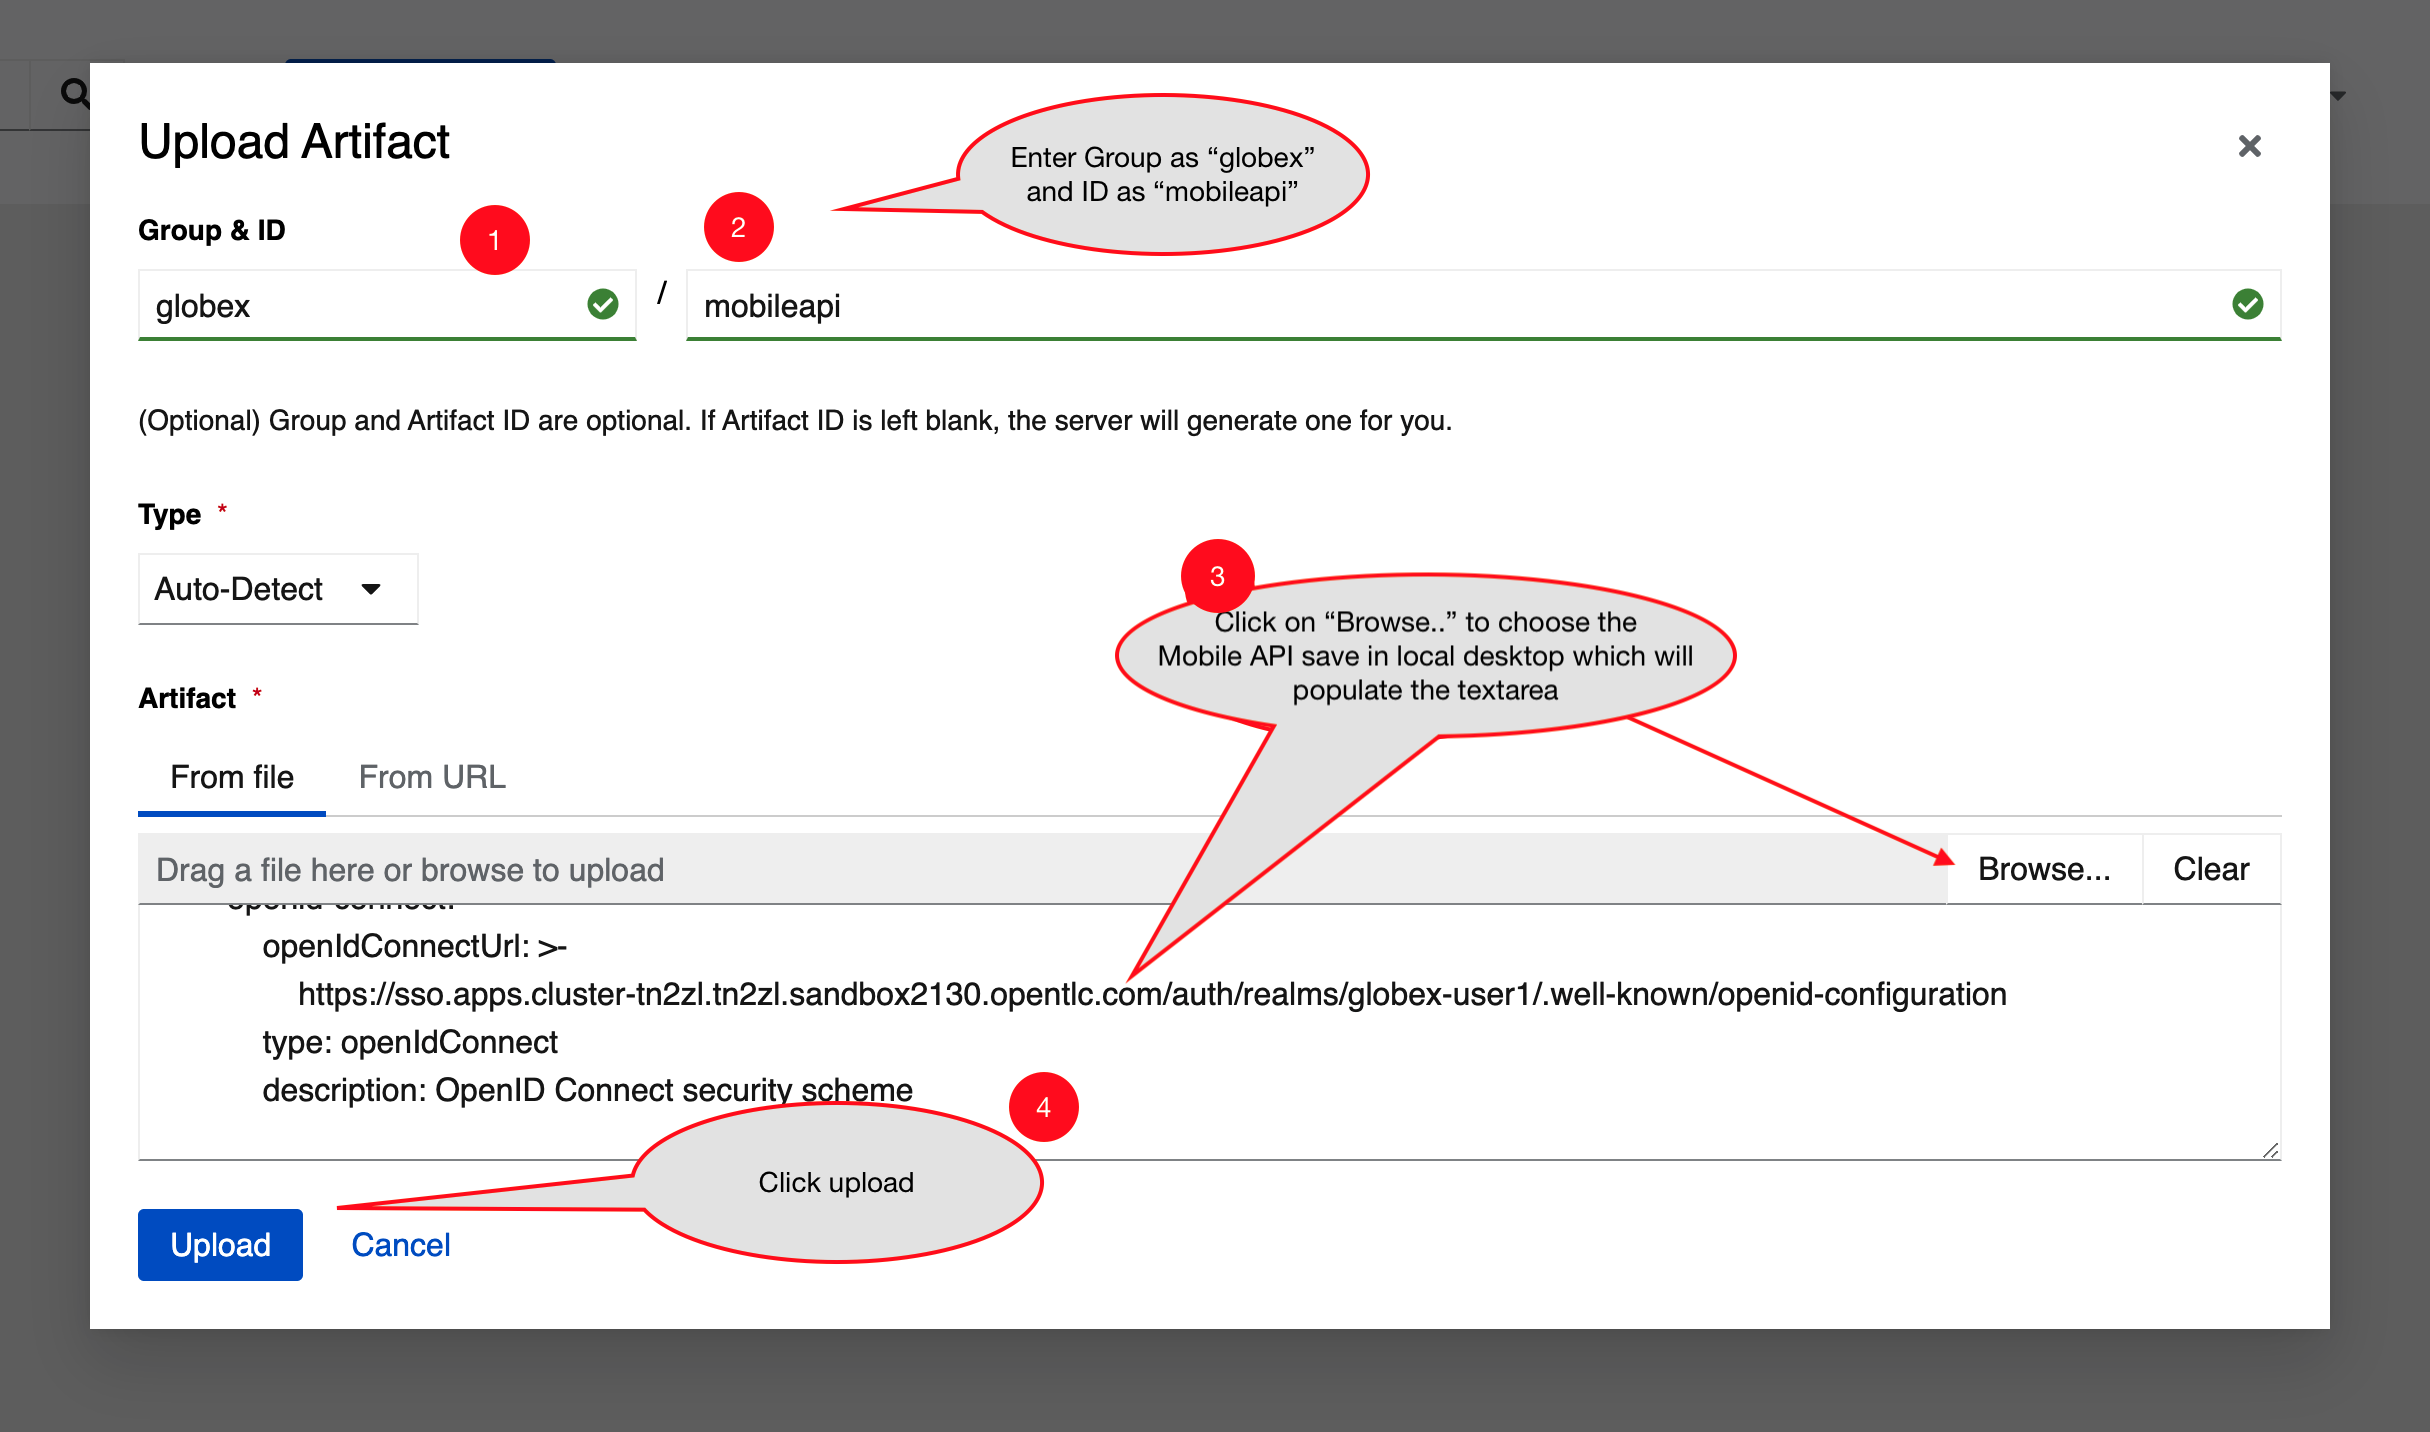 Upload Artifact
Enter Group as “globex”
and ID as “mobileapi”
Group & ID
1
2
globex
/
mobileapi
(Optional) Group and Artifact ID are optional. If Artifact ID is left blank, the server will generate one for you.
Type *
Auto-Detect
3
Click on “Browse..” to choose the
Mobile API save in local desktop which will
populate the textarea
Artifact *
From file
From URL
Drag a file here or browse to upload
Browse...
Clear
openid-connect:
openIdConnectUrl: >-
https://sso.apps.cluster-tn2zl.tn2zl.sandbox2130.opentlc.com/auth/realms/globex-user1/.well-known/openid-configuration
type: openIdConnect
description: OpenID Connect security scheme
4
Click upload
Upload
Cancel